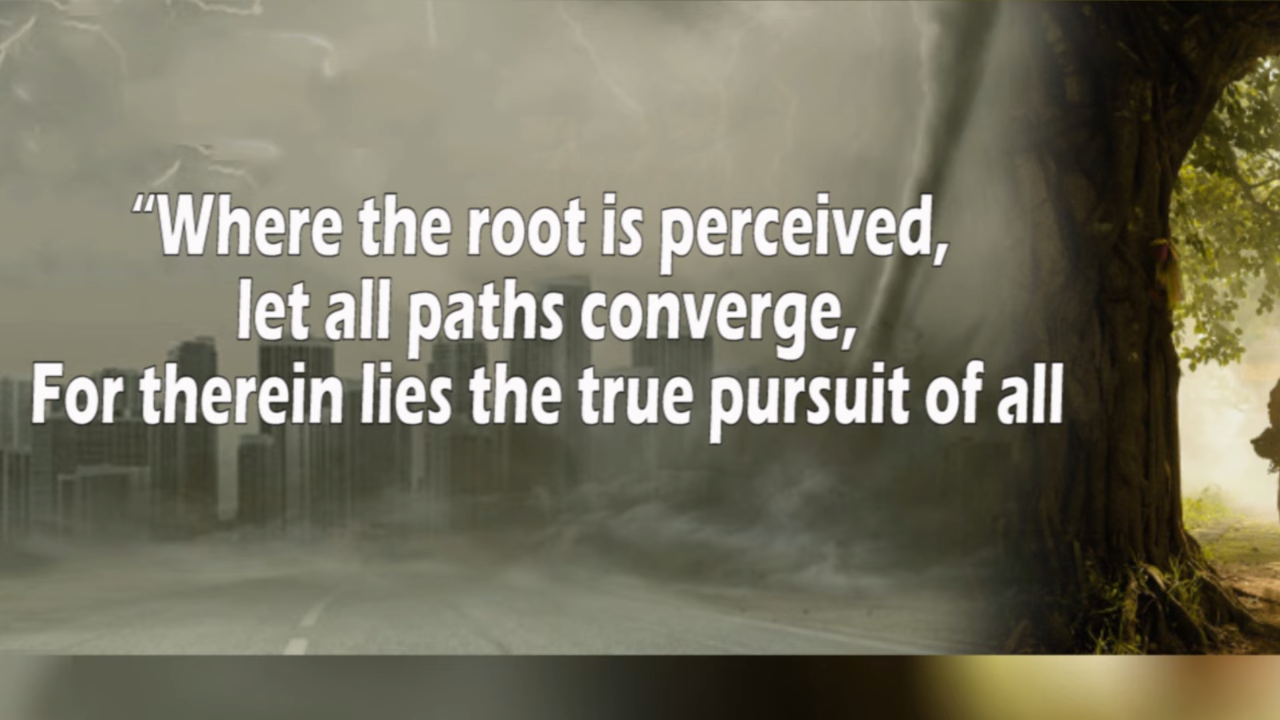 “Where the root is perceived,
let all paths converge,
For therein lies the true pursuit of all